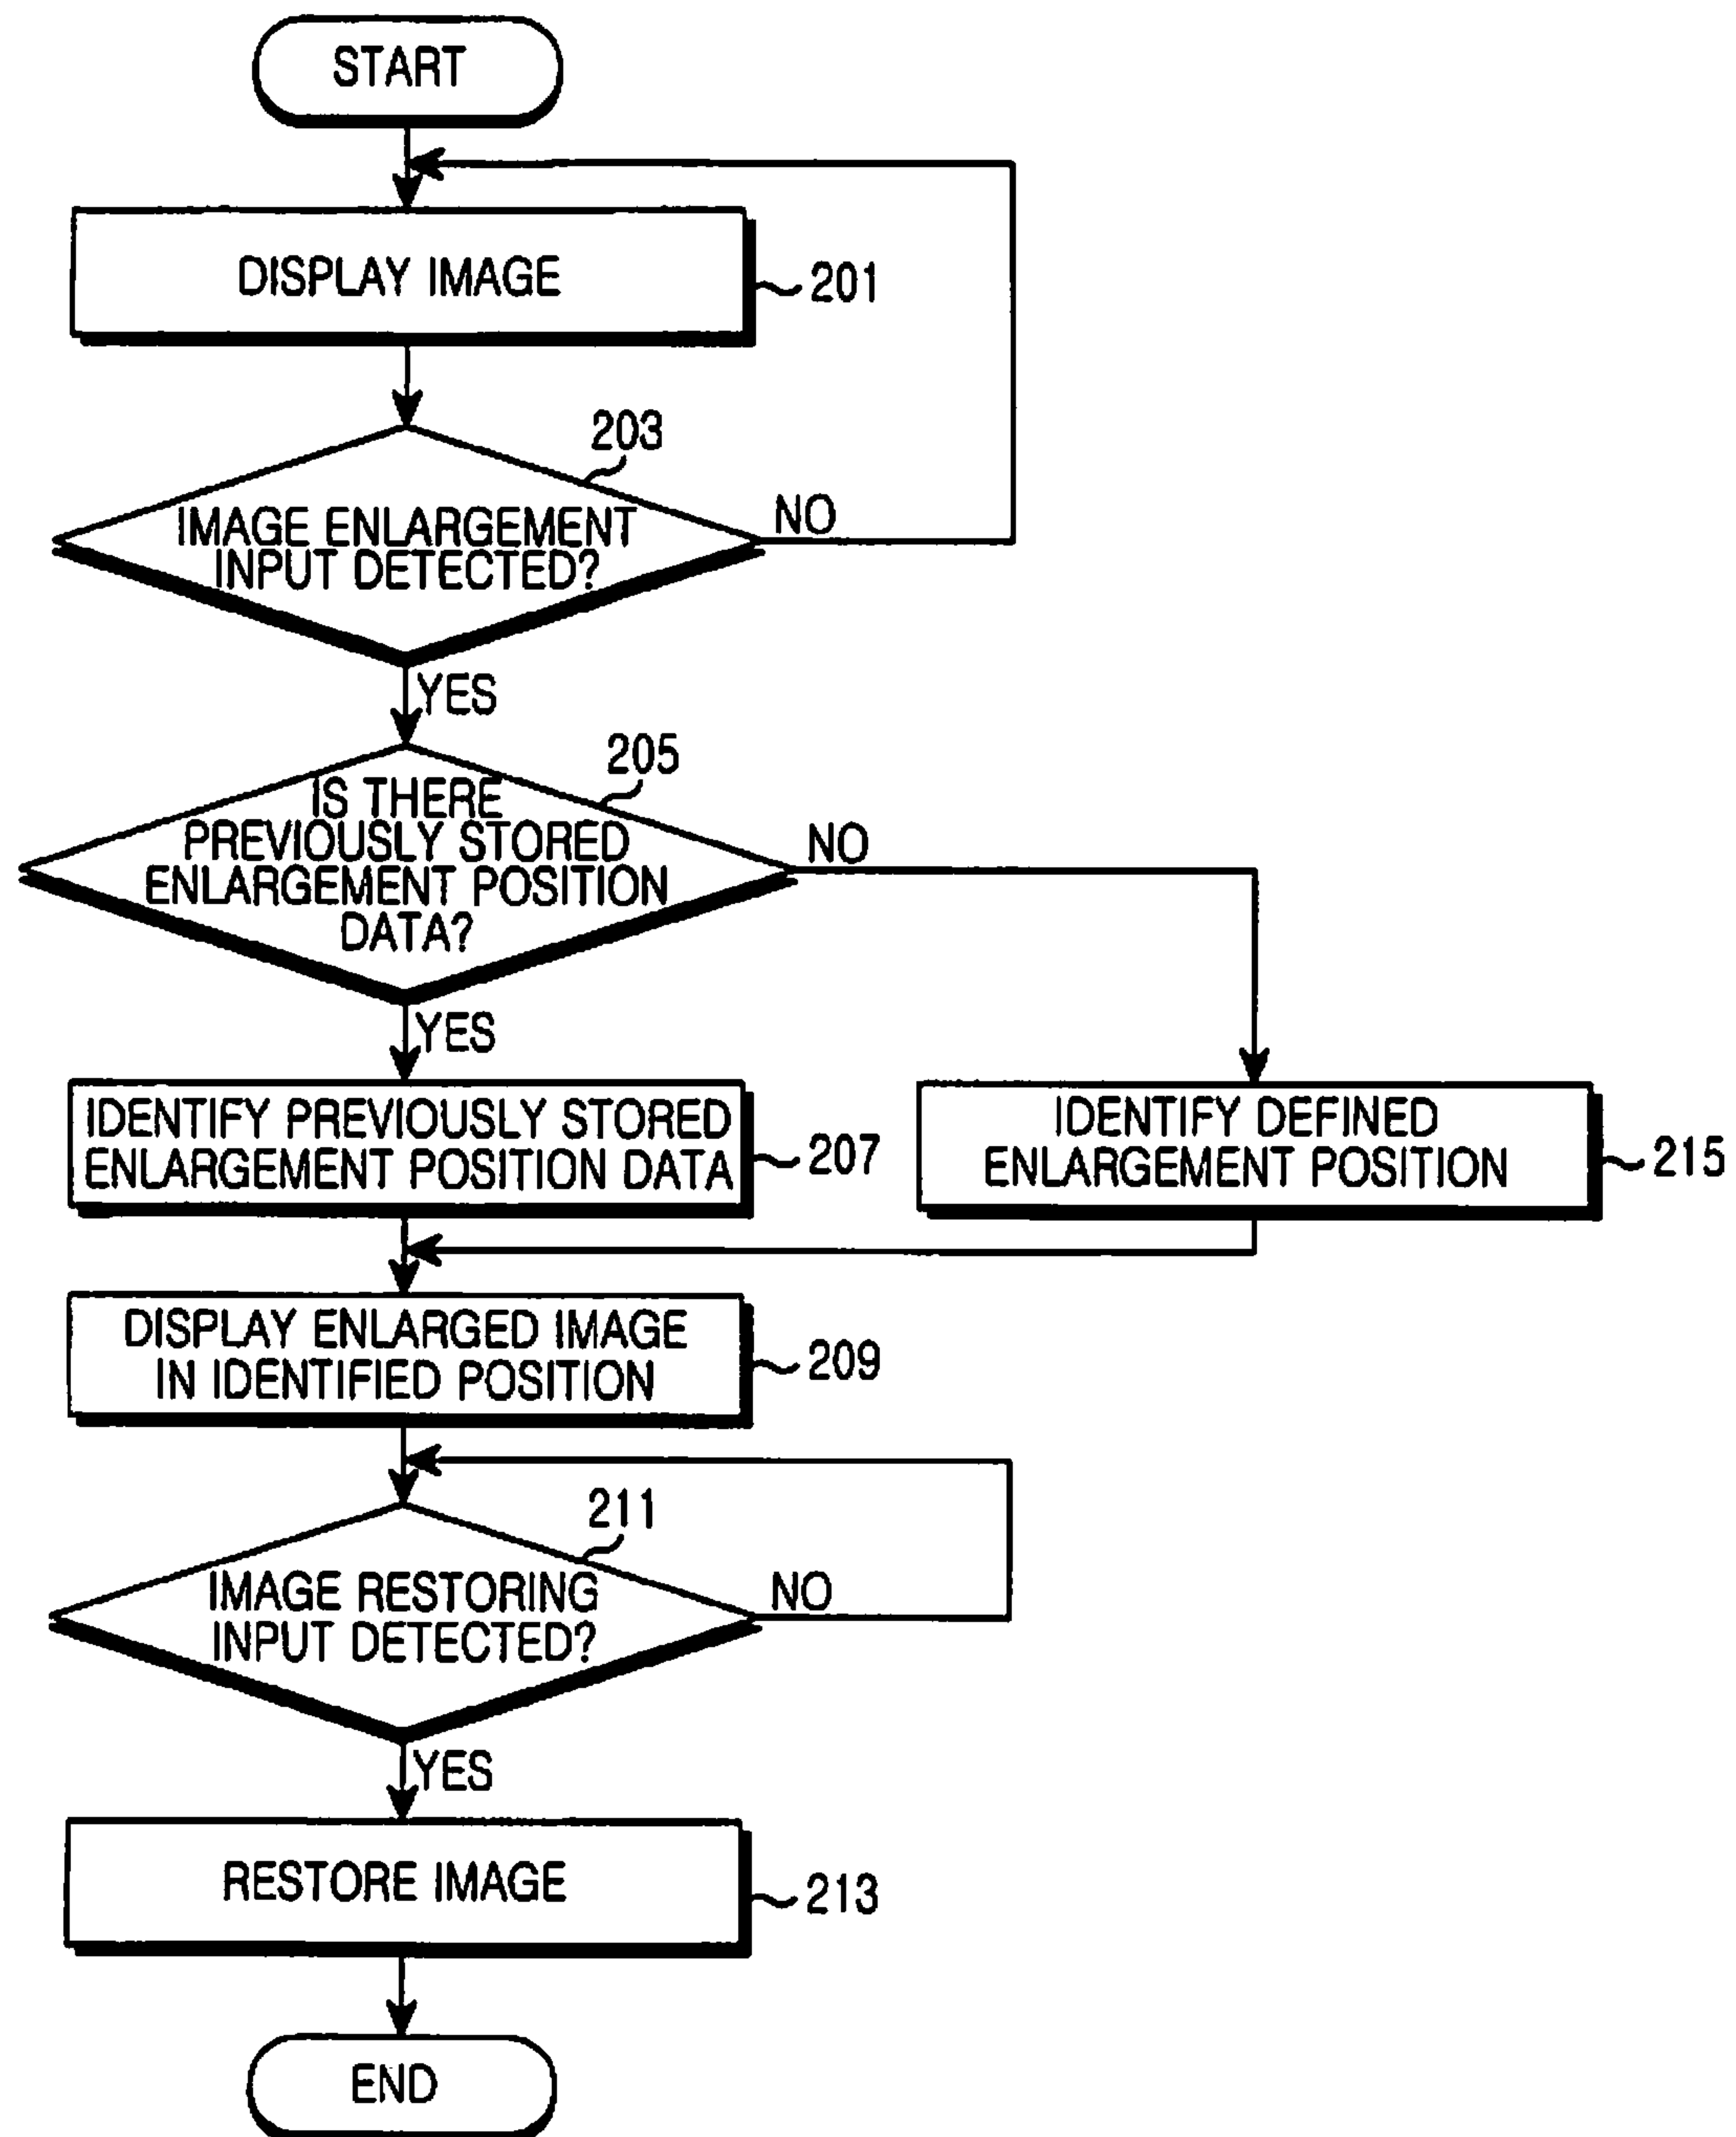 START
DISPLAY IMAGE
201
203
IMAGE ENLARGEMENT
INPUT DETECTED?
NO
YES
205
IS THERE
PREVIOUSLY STORED
ENLARGEMENT POSITION
DATA?
NO
YES
IDENTIFY PREVIOUSLY STORED
ENLARGEMENT POSITION DATA
207
IDENTIFY DEFINED
ENLARGEMENT POSITION
215
DISPLAY ENLARGED IMAGE
IN IDENTIFIED POSITION
209
211
IMAGE RESTORING
INPUT DETECTED?
NO
YES
RESTORE IMAGE
213
END